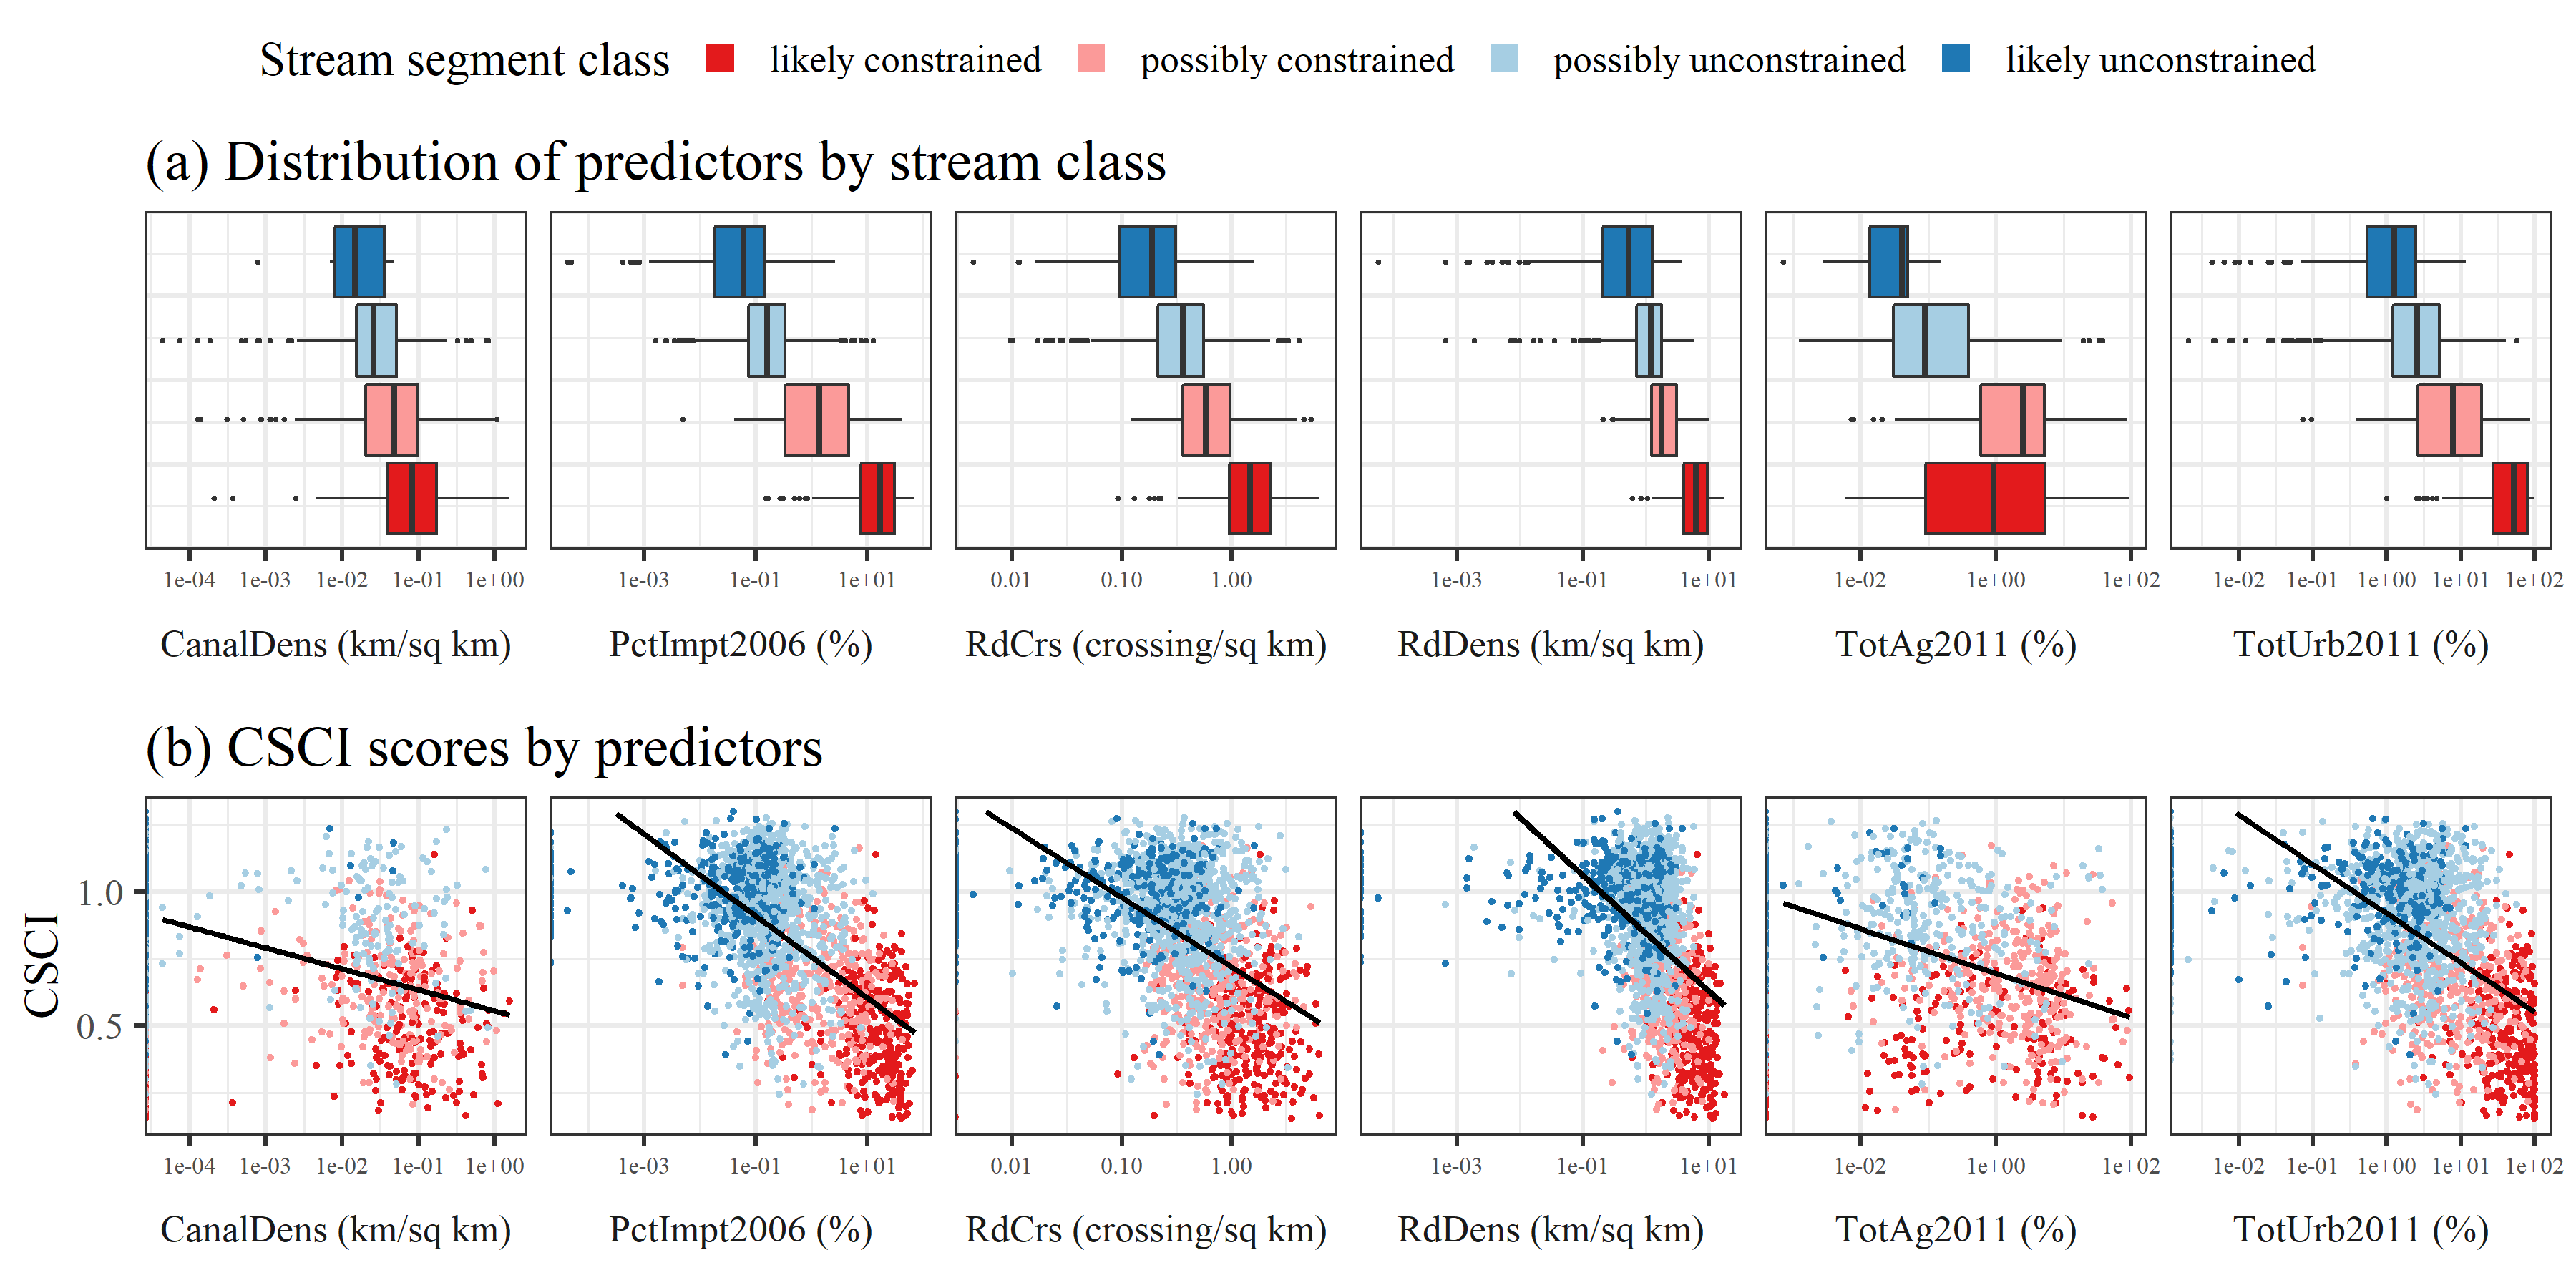 Stream segment class likely constrained possibly constrained possibly unconstrained likely unconstrained
(a) Distribution of predictors by stream class
1e-04 1e-03 1e-02 1e-01 1e+00 1e-03 1e-01 1e+01 0.01 0.10 1.00 1e-03 1e-01 1e+01 1e-02 1e+00 1e+02 1e-02 1e-01 1e+00 1e+01 1e+02
CanalDens (km/sq km) PctImpt2006 (%) RdCrs (crossing/sq km) RdDens (km/sq km) TotAg2011 (%) TotUrb2011 (%)
(b) CSCI scores by predictors
CSCI
1.0
0.5
1e-04 1e-03 1e-02 1e-01 1e+00 1e-03 1e-01 1e+01 0.01 0.10 1.00 1e-03 1e-01 1e+01 1e-02 1e+00 1e+02 1e-02 1e-01 1e+00 1e+01 1e+02
CanalDens (km/sq km) PctImpt2006 (%) RdCrs (crossing/sq km) RdDens (km/sq km) TotAg2011 (%) TotUrb2011 (%)